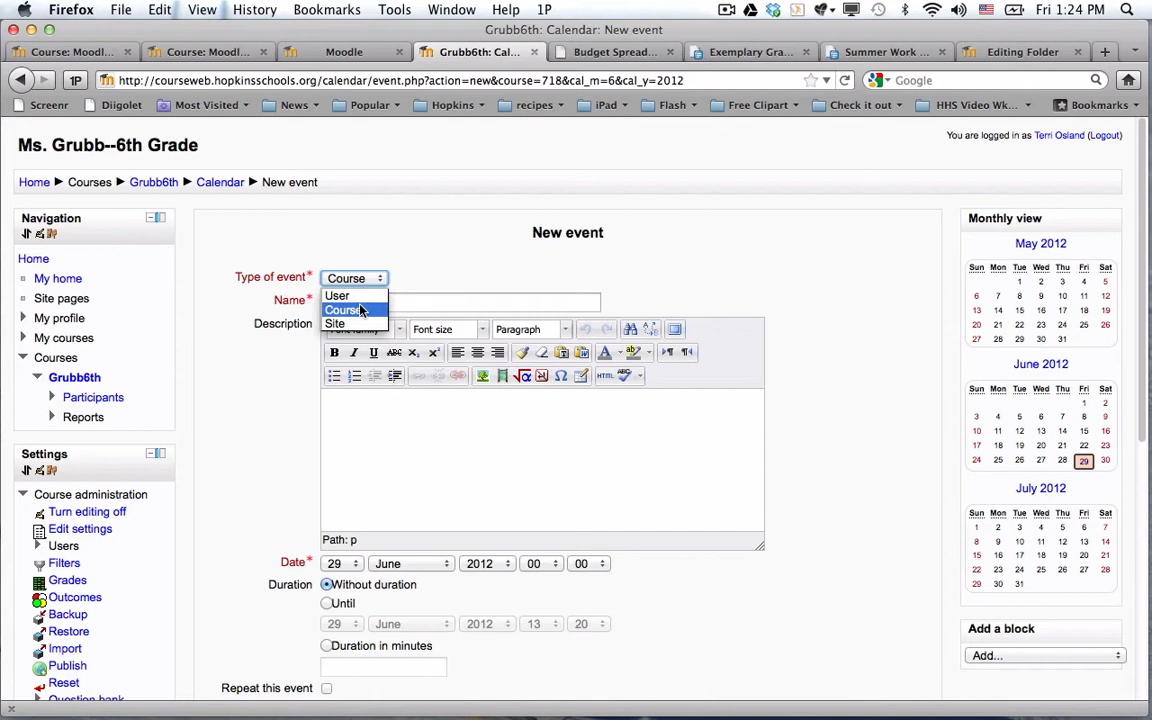 Firefox File Edit View History Bookmarks Tools Window Help 1P Fri 1:24 PM
Grubb6th: Calendar: New event
Course: Moodl... Course: Moodl... Moodle Grubb6th: Cal... Budget Spread... Exemplary Gra... Summer Work ... Editing Folder
1P http://courseweb.hopkinsschools.org/calendar/event.php?action=new&course=718&cal_m=6&cal_y=2012 Google
Screenr Diigolet Most Visited News Popular Hopkins recipes iPad Flash Free Clipart Check it out HHS Video Wk... Bookmarks
Ms. Grubb--6th Grade
You are logged in as Terri Osland (Logout)
Home ► Courses ► Grubb6th ► Calendar ► New event
Navigation
Home
My home
Site pages
My profile
My courses
Courses
Grubb6th
Participants
Reports
Settings
Course administration
Turn editing off
Edit settings
Users
Filters
Grades
Outcomes
Backup
Restore
Import
Publish
Reset
Question bank
New event
Type of event* Course
User
Course
Site
Name*
Description
Font size Paragraph
B I U ABC X₂ X²
HTML ABC
Path: p
Date* 29 June 2012 00 00
Duration Without duration
Until
29 June 2012 13 20
Duration in minutes
Repeat this event
Monthly view
May 2012
Sun Mon Tue Wed Thu Fri Sat
1 2 3 4 5
6 7 8 9 10 11 12
13 14 15 16 17 18 19
20 21 22 23 24 25 26
27 28 29 30 31
June 2012
Sun Mon Tue Wed Thu Fri Sat
1 2
3 4 5 6 7 8 9
10 11 12 13 14 15 16
17 18 19 20 21 22 23
24 25 26 27 28 29 30
July 2012
Sun Mon Tue Wed Thu Fri Sat
1 2 3 4 5 6 7
8 9 10 11 12 13 14
15 16 17 18 19 20 21
22 23 24 25 26 27 28
29 30 31
Add a block
Add...